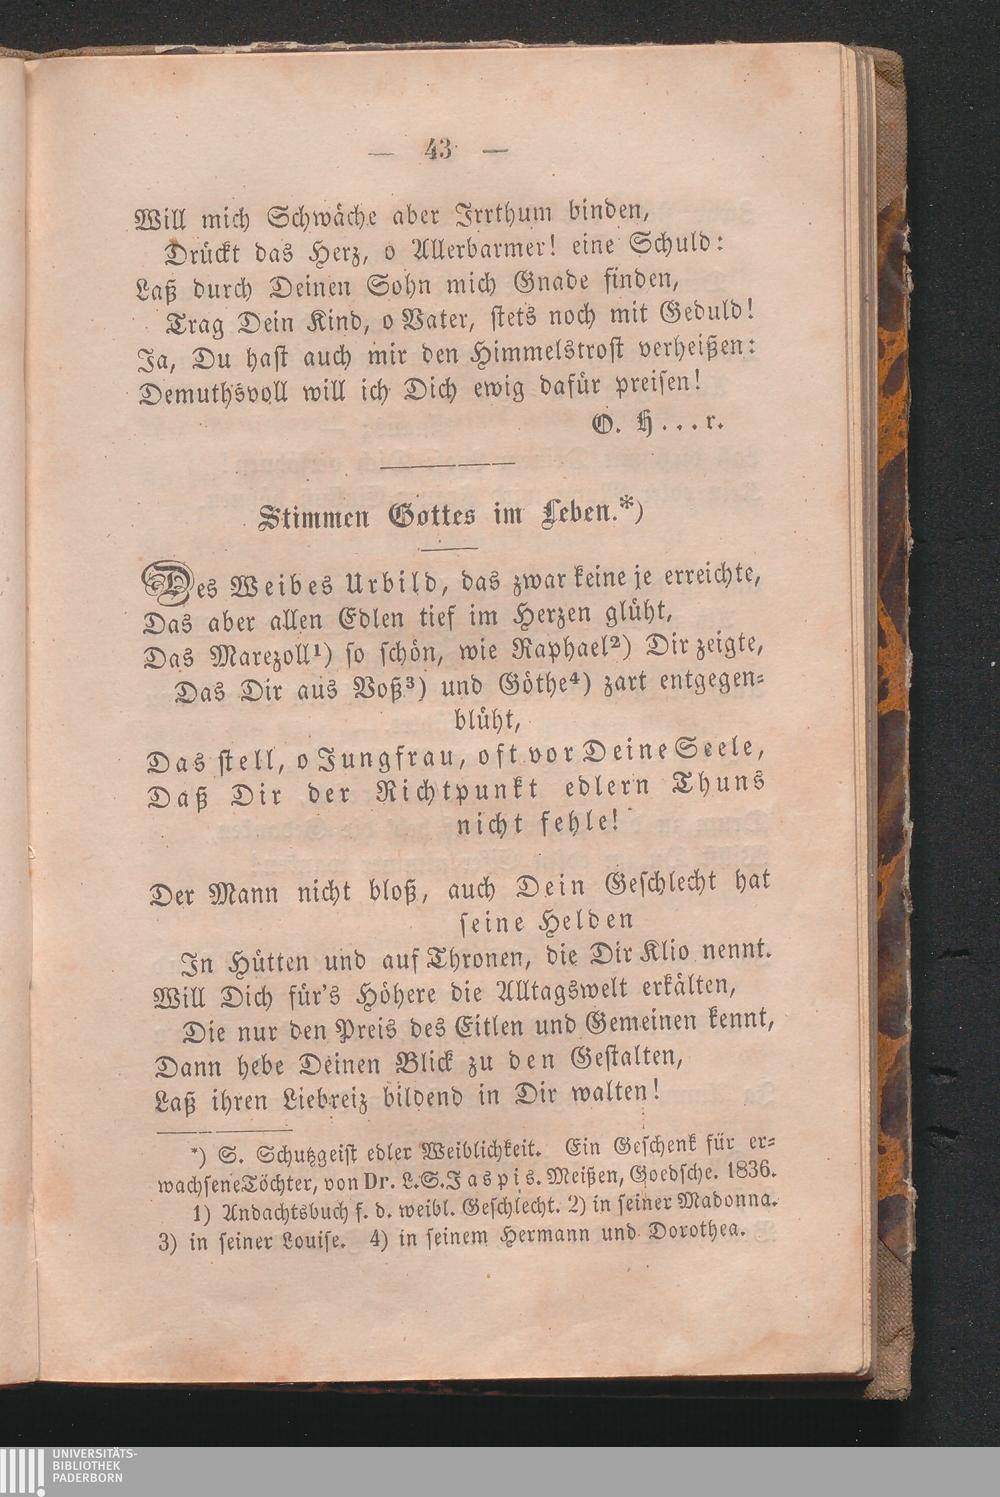 — 43 —
Will mich Schwäche aber Irrthum binden,
Drückt das Herz, o Allerbarmer! eine Schuld:
Laß durch Deinen Sohn mich Gnade finden,
Trag Dein Kind, o Vater, stets noch mit Geduld!
Ja, Du hast auch mir den Himmelstrost verheißen:
Demuthsvoll will ich Dich ewig dafür preisen!
O. H...r.
Stimmen Gottes im Leben.*)
Des Weibes Urbild, das zwar keine je erreichte,
Das aber allen Edlen tief im Herzen glüht,
Das Marezoll¹) so schön, wie Raphael²) Dir zeigte,
Das Dir aus Voß³) und Göthe⁴) zart entgegen-
blüht,
Das stell, o Jungfrau, oft vor Deine Seele,
Daß Dir der Richtpunkt edlern Thuns
nicht fehle!
Der Mann nicht bloß, auch Dein Geschlecht hat
seine Helden
In Hütten und auf Thronen, die Dir Klio nennt.
Will Dich für's Höhere die Alltagswelt erkälten,
Die nur den Preis des Eitlen und Gemeinen kennt,
Dann hebe Deinen Blick zu den Gestalten,
Laß ihren Liebreiz bildend in Dir walten!
*) S. Schutzgeist edler Weiblichkeit. Ein Geschenk für er-
wachsene Töchter, von Dr. L. S. Jaspis. Meißen, Goedsche. 1836.
1) Andachtsbuch f. d. weibl. Geschlecht. 2) in seiner Madonna.
3) in seiner Louise. 4) in seinem Hermann und Dorothea.
UNIVERSITÄTS-
BIBLIOTHEK
PADERBORN